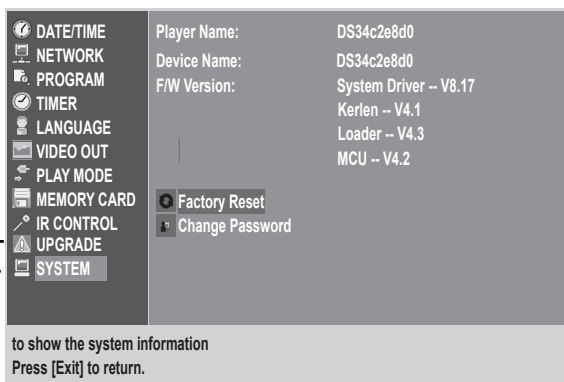 DATE/TIME
NETWORK
PROGRAM
TIMER
LANGUAGE
VIDEO OUT
PLAY MODE
MEMORY CARD
IR CONTROL
UPGRADE
SYSTEM
Player Name: DS34c2e8d0
Device Name: DS34c2e8d0
F/W Version: System Driver -- V8.17
Kerlen -- V4.1
Loader -- V4.3
MCU -- V4.2
Factory Reset
Change Password
to show the system information
Press [Exit] to return.